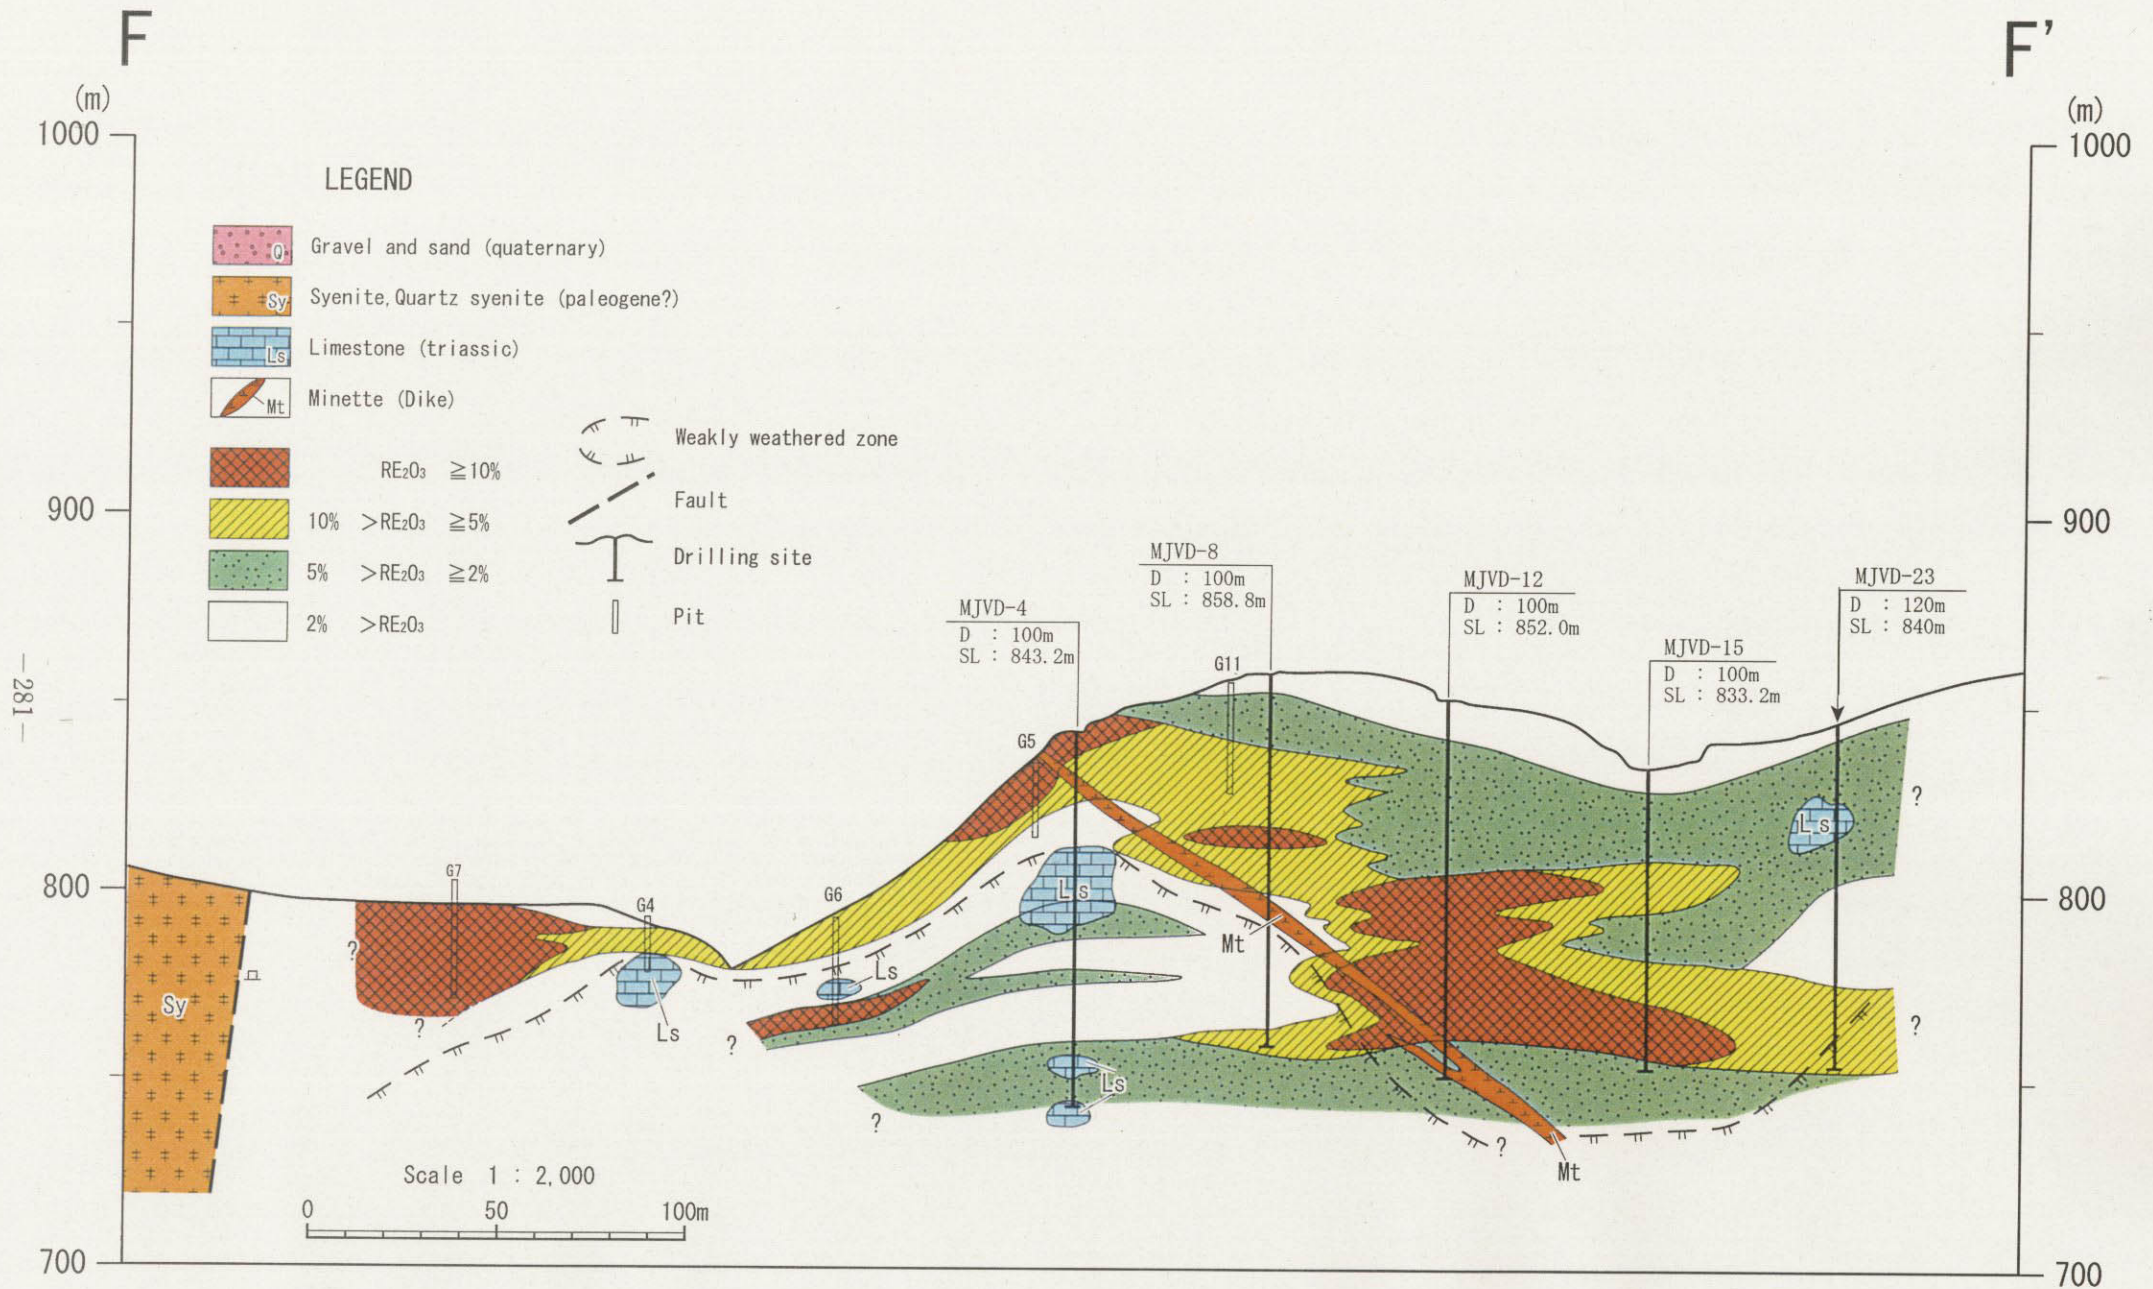 F
F'
(m)
(m)
1000
1000
LEGEND
Q
Gravel and sand (quaternary)
Sy
Syenite, Quartz syenite (paleogene?)
Ls
Limestone (triassic)
Mt
Minette (Dike)
RE₂O₃ ≧10%
10% >RE₂O₃ ≧5%
5% >RE₂O₃ ≧2%
2% >RE₂O₃
Weakly weathered zone
Fault
Drilling site
Pit
900
900
MJVD-4
D : 100m
SL : 843.2m
MJVD-8
D : 100m
SL : 858.8m
MJVD-12
D : 100m
SL : 852.0m
MJVD-15
D : 100m
SL : 833.2m
MJVD-23
D : 120m
SL : 840m
-281-
G11
G5
?
Ls
800
800
G7
G4
G6
Ls
Mt
?
Ls
Sy
?
Ls
?
?
Ls
?
?
Mt
Scale 1 : 2,000
0 50 100m
700
700